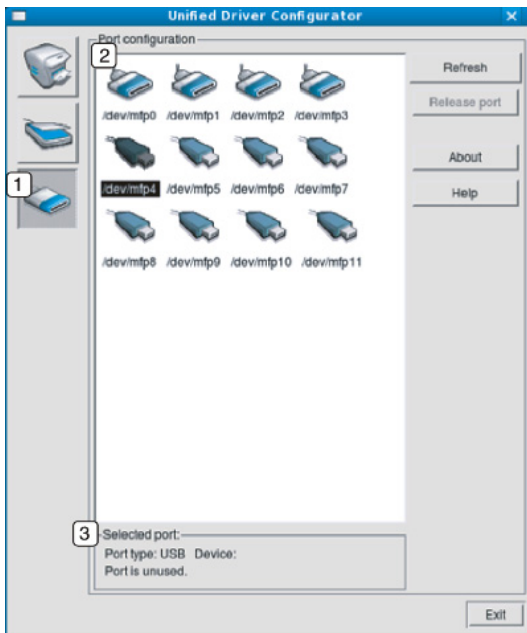 Unified Driver Configurator
Port configuration
1
2
3
/dev/mfp0 /dev/mfp1 /dev/mfp2 /dev/mfp3
/dev/mfp4 /dev/mfp5 /dev/mfp6 /dev/mfp7
/dev/mfp8 /dev/mfp9 /dev/mfp10 /dev/mfp11
Refresh
Release port
About
Help
Selected port:
Port type: USB Device:
Port is unused.
Exit